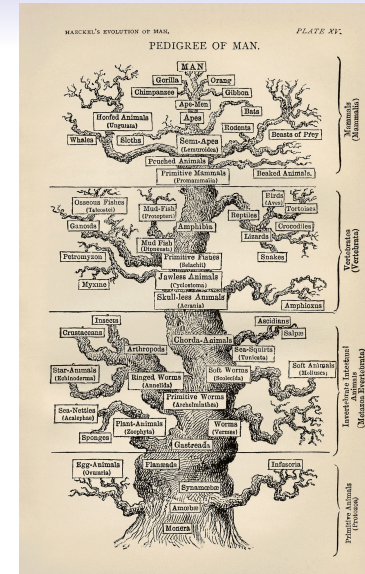 HAECKEL'S EVOLUTION OF MAN.
PLATE XV.
PEDIGREE OF MAN.
MAN
Gorilla
Orang
Chimpanzee
Gibbon
Ape-Men
Apes
Bats
Hoofed Animals
(Ungulata)
Rodents
Whales
Sloths
Semi-Apes
(Lemuroidea)
Beasts of Prey
Pouched Animals
Primitive Mammals
(Promammalia)
Beaked Animals.
Mammals
(Mammalia)
Osseous Fishes
(Teleostei)
Mud-Fish
(Protopteri)
Birds
(Aves)
Tortoises
Reptiles
Ganoids
Amphibia
Crocodiles
Lizards
Mud Fish
(Dipneusta)
Petromyzon
Primitive Fishes
(Selachii)
Snakes
Jawless Animals
(Cyclostoma)
Myxine
Skull-less Animals
(Acrania)
Amphioxus
Vertebrates
(Vertebrata)
Insects
Ascidians
Crustaceans
Salpæ
Chorda-Animals
Arthropods
Sea-Squirts
(Tunicata)
Star-Animals
(Echinoderma)
Ringed Worms
(Annelida)
Soft Worms
(Scolecida)
Soft Animals
(Mollusca)
Primitive Worms
(Archelminthes)
Sea-Nettles
(Acalephae)
Plant-Animals
(Zoophyta)
Worms
(Vermes)
Sponges
Gastreada
Invertebrate Intestinal
Animals
(Metazoa Evertebrata)
Egg-Animals
(Ovularia)
Planæada
Infusoria
Synamœbæ
Amœbæ
Monera
Primitive Animals
(Protozoa)